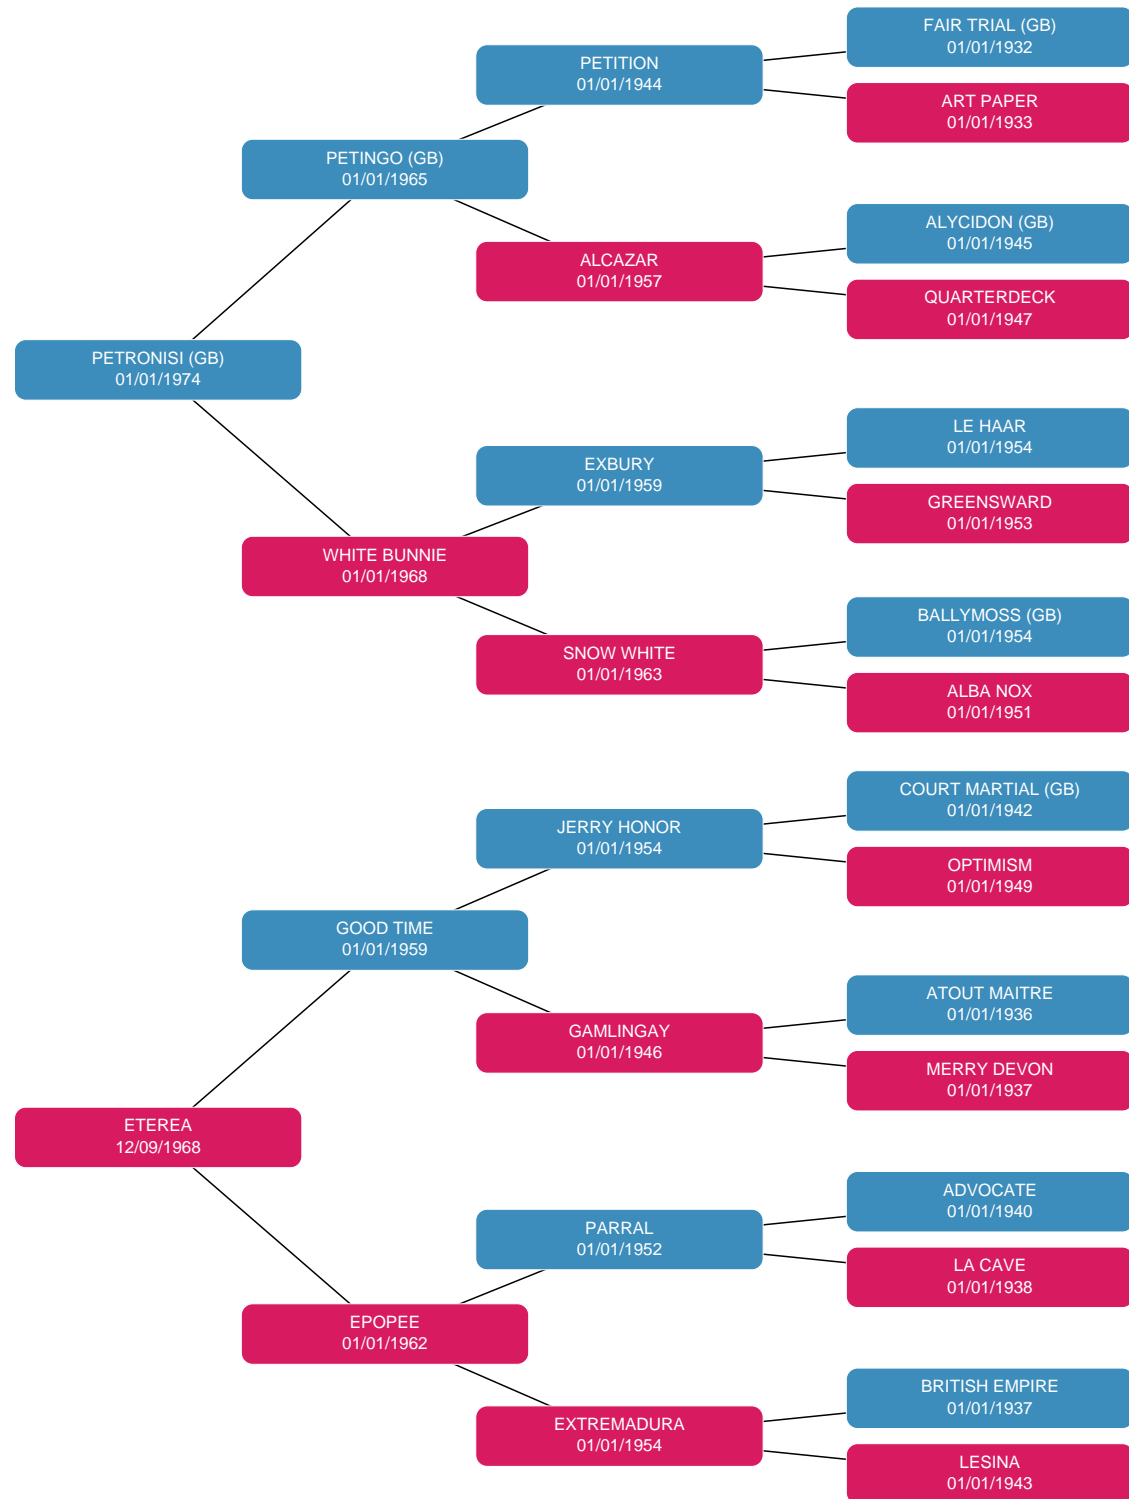 FAIR TRIAL (GB)
01/01/1932
PETITION
01/01/1944
ART PAPER
01/01/1933
PETINGO (GB)
01/01/1965
ALYCIDON (GB)
01/01/1945
ALCAZAR
01/01/1957
QUARTERDECK
01/01/1947
PETRONISI (GB)
01/01/1974
LE HAAR
01/01/1954
EXBURY
01/01/1959
GREENSWARD
01/01/1953
WHITE BUNNIE
01/01/1968
BALLYMOSS (GB)
01/01/1954
SNOW WHITE
01/01/1963
ALBA NOX
01/01/1951
COURT MARTIAL (GB)
01/01/1942
JERRY HONOR
01/01/1954
OPTIMISM
01/01/1949
GOOD TIME
01/01/1959
ATOUT MAITRE
01/01/1936
GAMLINGAY
01/01/1946
MERRY DEVON
01/01/1937
ETEREA
12/09/1968
ADVOCATE
01/01/1940
PARRAL
01/01/1952
LA CAVE
01/01/1938
EPOPEE
01/01/1962
BRITISH EMPIRE
01/01/1937
EXTREMADURA
01/01/1954
LESINA
01/01/1943